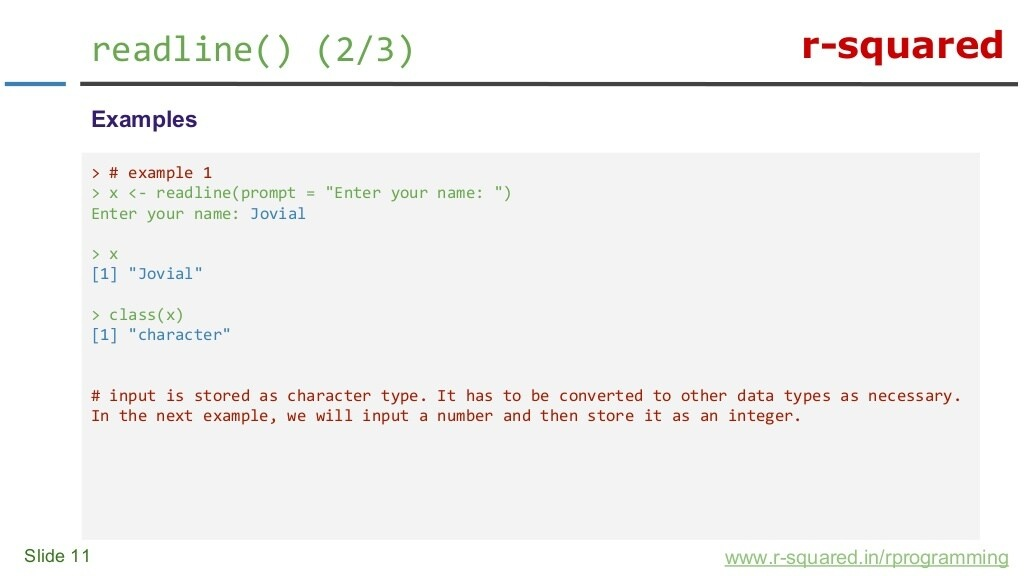 readline() (2/3)
r-squared
Examples
> # example 1
> x <- readline(prompt = "Enter your name: ")
Enter your name: Jovial
> x
[1] "Jovial"
> class(x)
[1] "character"
# input is stored as character type. It has to be converted to other data types as necessary.
In the next example, we will input a number and then store it as an integer.
Slide 11
www.r-squared.in/rprogramming